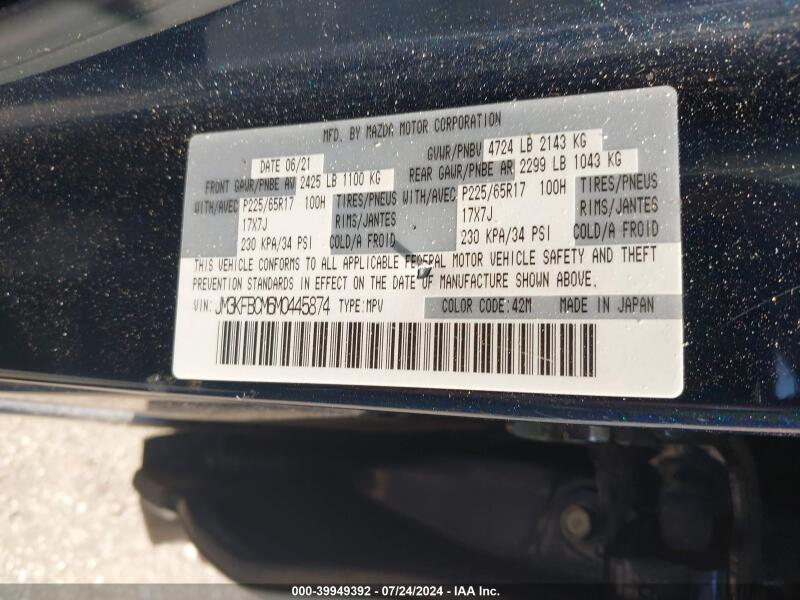 MFD. BY MAZDA MOTOR CORPORATION
DATE 06/21 GVWR/PNBV 4724 LB 2143 KG
FRONT GAWR/PNBE AV 2425 LB 1100 KG REAR GAWR/PNBE AR 2299 LB 1043 KG
WITH/AVEC P225/65R17 100H TIRES/PNEUS WITH/AVEC P225/65R17 100H TIRES/PNEUS
17X7J RIMS/JANTES 17X7J RIMS/JANTES
230 KPA/34 PSI COLD/A FROID 230 KPA/34 PSI COLD/A FROID
THIS VEHICLE CONFORMS TO ALL APPLICABLE FEDERAL MOTOR VEHICLE SAFETY AND THEFT
PREVENTION STANDARDS IN EFFECT ON THE DATE OF MANUFACTURE SHOWN ABOVE.
VIN: JM3KFBCM6M0445874 TYPE:MPV COLOR CODE:42M MADE IN JAPAN
000-39949392 / 07/24/2024 - IAA Inc.